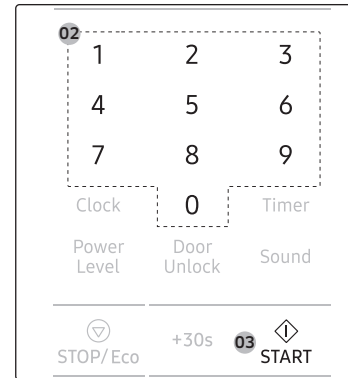 02
1 2 3
4 5 6
7 8 9
Clock 0 Timer
Power Level Door Unlock Sound
STOP/Eco +30s 03 START